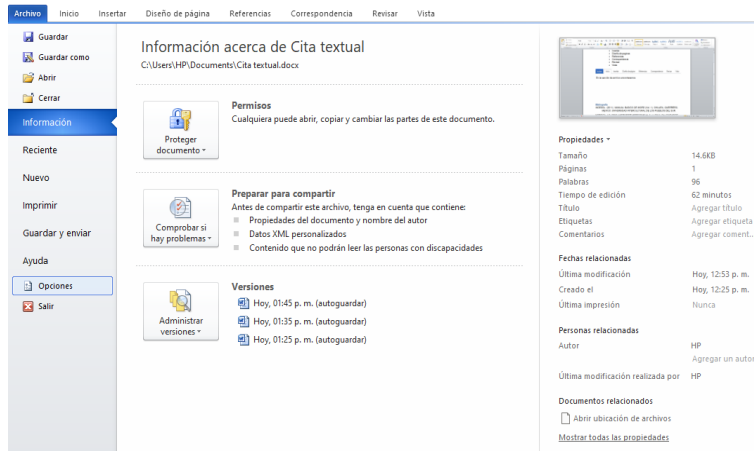 Archivo Inicio Insertar Diseño de página Referencias Correspondencia Revisar Vista
Guardar
Guardar como
Abrir
Cerrar
Información
Reciente
Nuevo
Imprimir
Guardar y enviar
Ayuda
Opciones
Salir
Información acerca de Cita textual
C:\Users\HP\Documents\Cita textual.docx
Proteger
documento
Permisos
Cualquiera puede abrir, copiar y cambiar las partes de este documento.
Comprobar si
hay problemas
Preparar para compartir
Antes de compartir este archivo, tenga en cuenta que contiene:
Propiedades del documento y nombre del autor
Datos XML personalizados
Contenido que no podrán leer las personas con discapacidades
Administrar
versiones
Versiones
Hoy, 01:45 p. m. (autoguardar)
Hoy, 01:35 p. m. (autoguardar)
Hoy, 01:25 p. m. (autoguardar)
Propiedades
Tamaño 14.6KB
Páginas 1
Palabras 96
Tiempo de edición 62 minutos
Título Agregar título
Etiquetas Agregar etiqueta
Comentarios Agregar coment...
Fechas relacionadas
Última modificación Hoy, 12:53 p. m.
Creado el Hoy, 12:25 p. m.
Última impresión Nunca
Personas relacionadas
Autor HP
Agregar un autor
Última modificación realizada por HP
Documentos relacionados
Abrir ubicación de archivos
Mostrar todas las propiedades